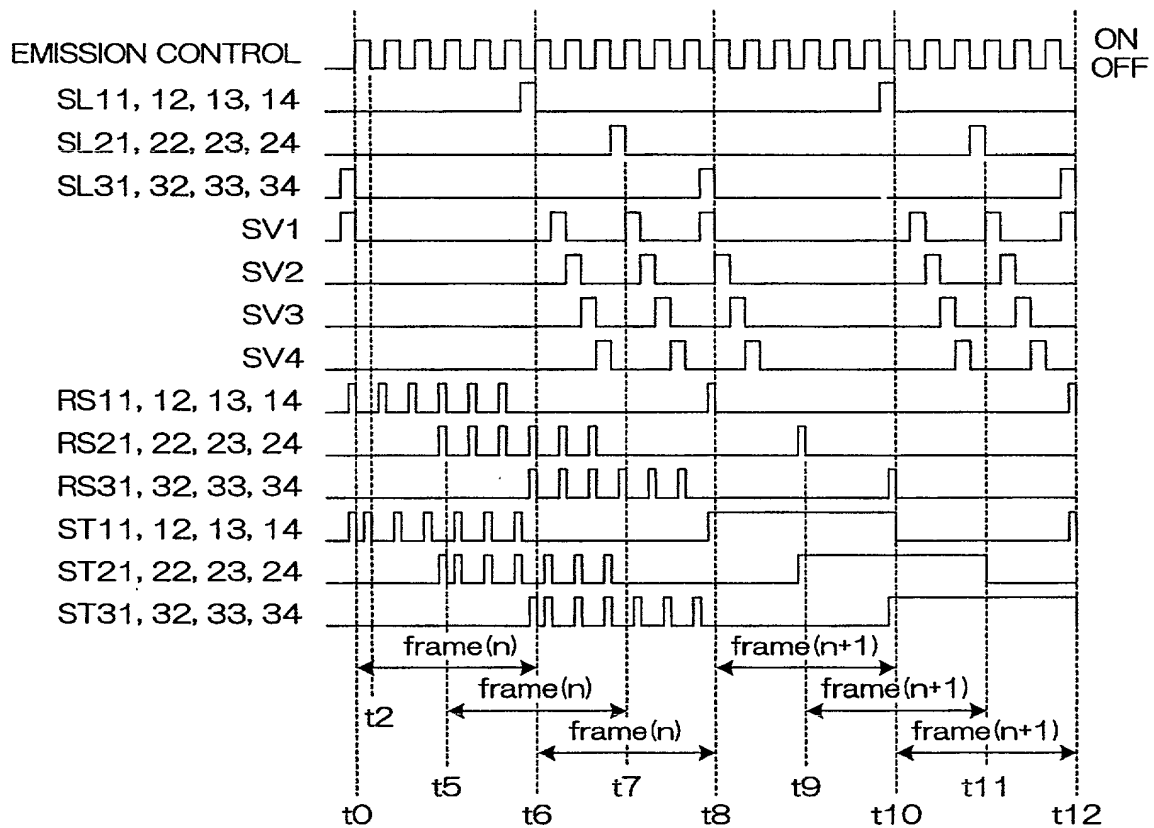 EMISSION CONTROL
ON
OFF
SL11, 12, 13, 14
SL21, 22, 23, 24
SL31, 32, 33, 34
SV1
SV2
SV3
SV4
RS11, 12, 13, 14
RS21, 22, 23, 24
RS31, 32, 33, 34
ST11, 12, 13, 14
ST21, 22, 23, 24
ST31, 32, 33, 34
frame(n)
frame(n+1)
frame(n)
frame(n+1)
frame(n)
frame(n+1)
t2
t5
t7
t9
t11
t0
t6
t8
t10
t12